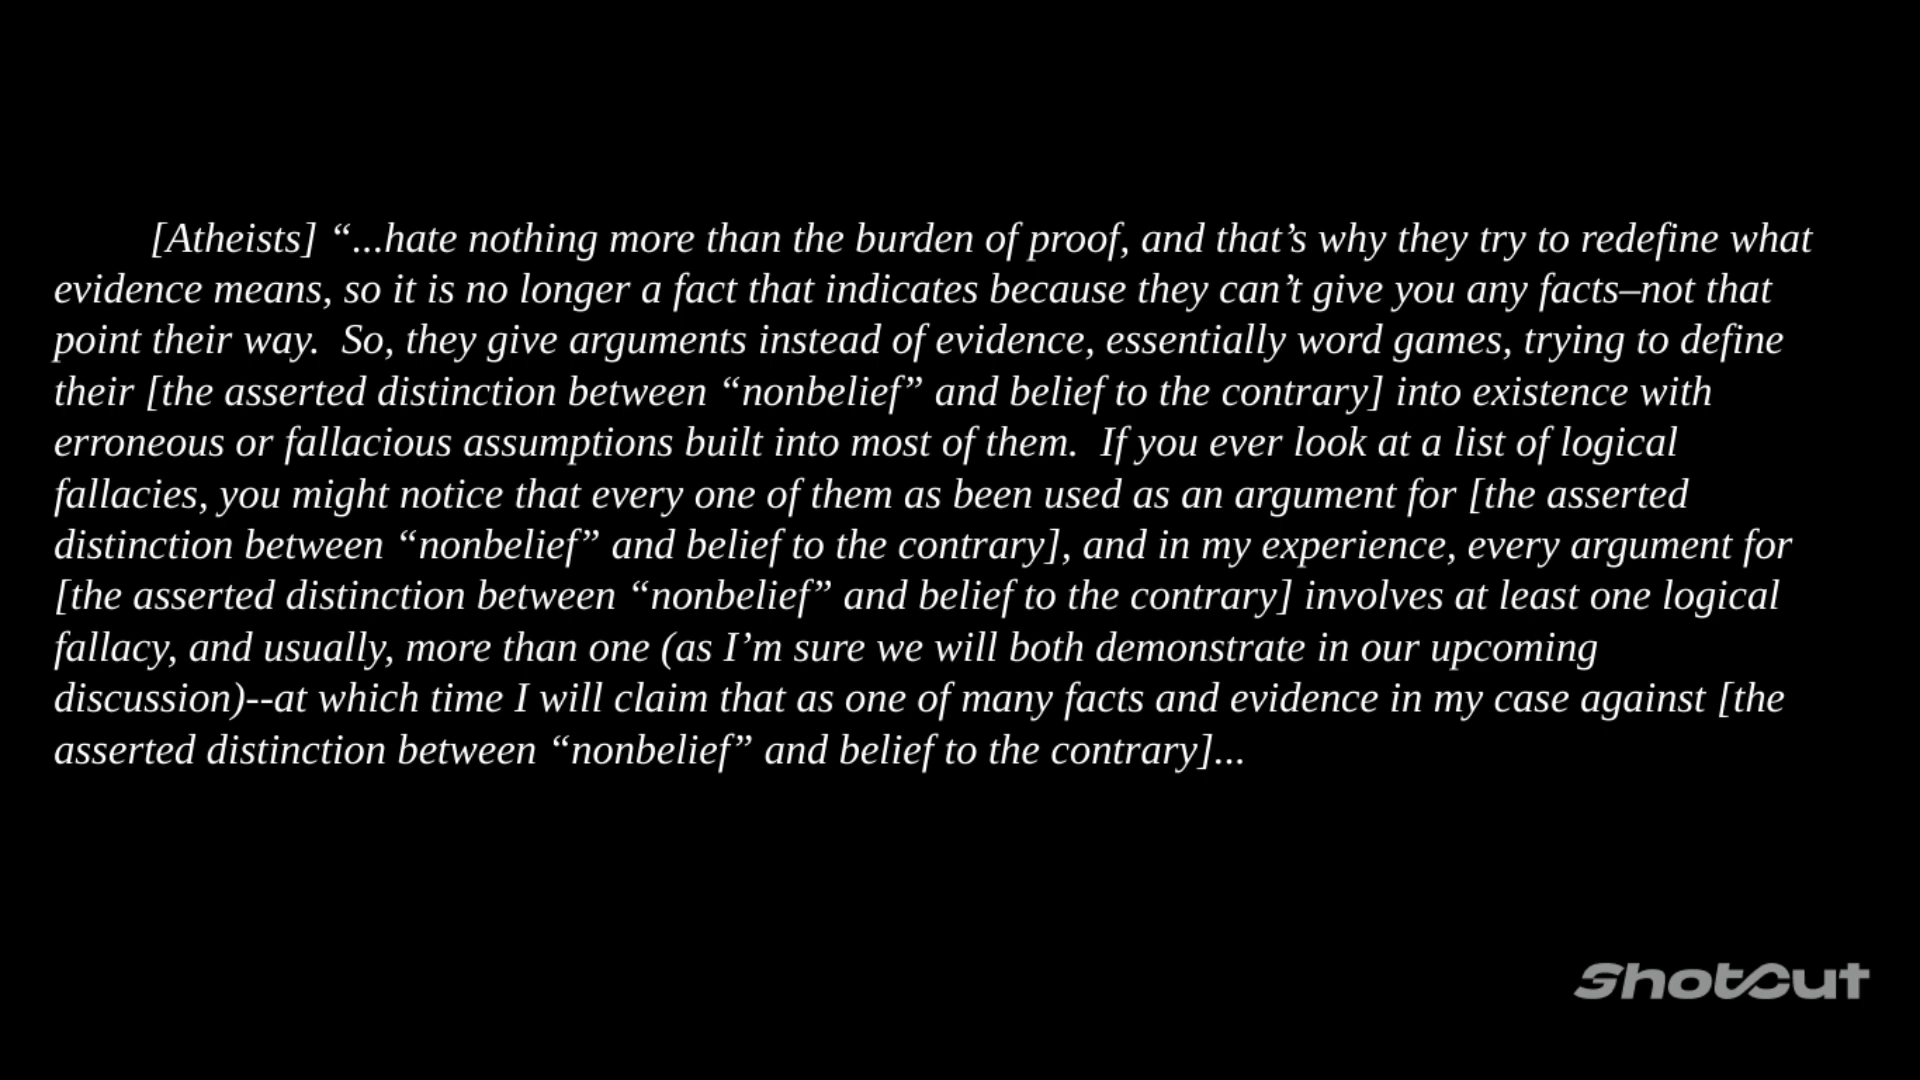 [Atheists] “...hate nothing more than the burden of proof, and that’s why they try to redefine what
evidence means, so it is no longer a fact that indicates because they can’t give you any facts–not that
point their way.  So, they give arguments instead of evidence, essentially word games, trying to define
their [the asserted distinction between “nonbelief” and belief to the contrary] into existence with
erroneous or fallacious assumptions built into most of them.  If you ever look at a list of logical
fallacies, you might notice that every one of them as been used as an argument for [the asserted
distinction between “nonbelief” and belief to the contrary], and in my experience, every argument for
[the asserted distinction between “nonbelief” and belief to the contrary] involves at least one logical
fallacy, and usually, more than one (as I’m sure we will both demonstrate in our upcoming
discussion)--at which time I will claim that as one of many facts and evidence in my case against [the
asserted distinction between “nonbelief” and belief to the contrary]...
ShotCut